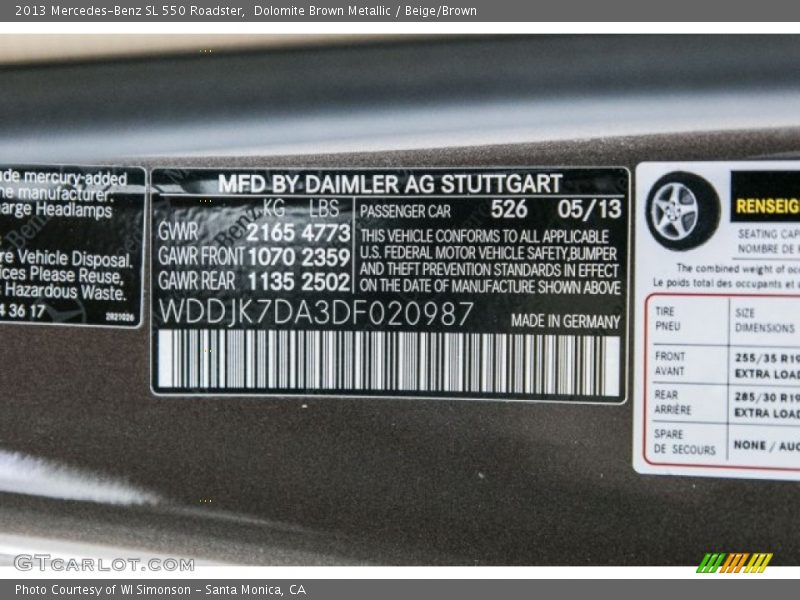 2013 Mercedes-Benz SL 550 Roadster,  Dolomite Brown Metallic / Beige/Brown
mercury-added
manufacturer:
Headlamps
Vehicle Disposal.
Please Reuse,
Hazardous Waste.
4 36 17
2821026
MFD BY DAIMLER AG STUTTGART
KG LBS
GWR 2165 4773
GAWR FRONT 1070 2359
GAWR REAR 1135 2502
PASSENGER CAR 526 05/13
THIS VEHICLE CONFORMS TO ALL APPLICABLE
U.S. FEDERAL MOTOR VEHICLE SAFETY,BUMPER
AND THEFT PREVENTION STANDARDS IN EFFECT
ON THE DATE OF MANUFACTURE SHOWN ABOVE
WDDJK7DA3DF020987
MADE IN GERMANY
RENSEIG
SEATING CAP
NOMBRE DE
The combined weight of
Le poids total des occupants et
TIRE SIZE
PNEU DIMENSIONS
FRONT 255/35 R19
AVANT EXTRA LOAD
REAR 285/30 R19
ARRIÈRE EXTRA LOAD
SPARE
DE SECOURS NONE / AUC
GTCARLOT.COM
Photo Courtesy of WI Simonson - Santa Monica, CA